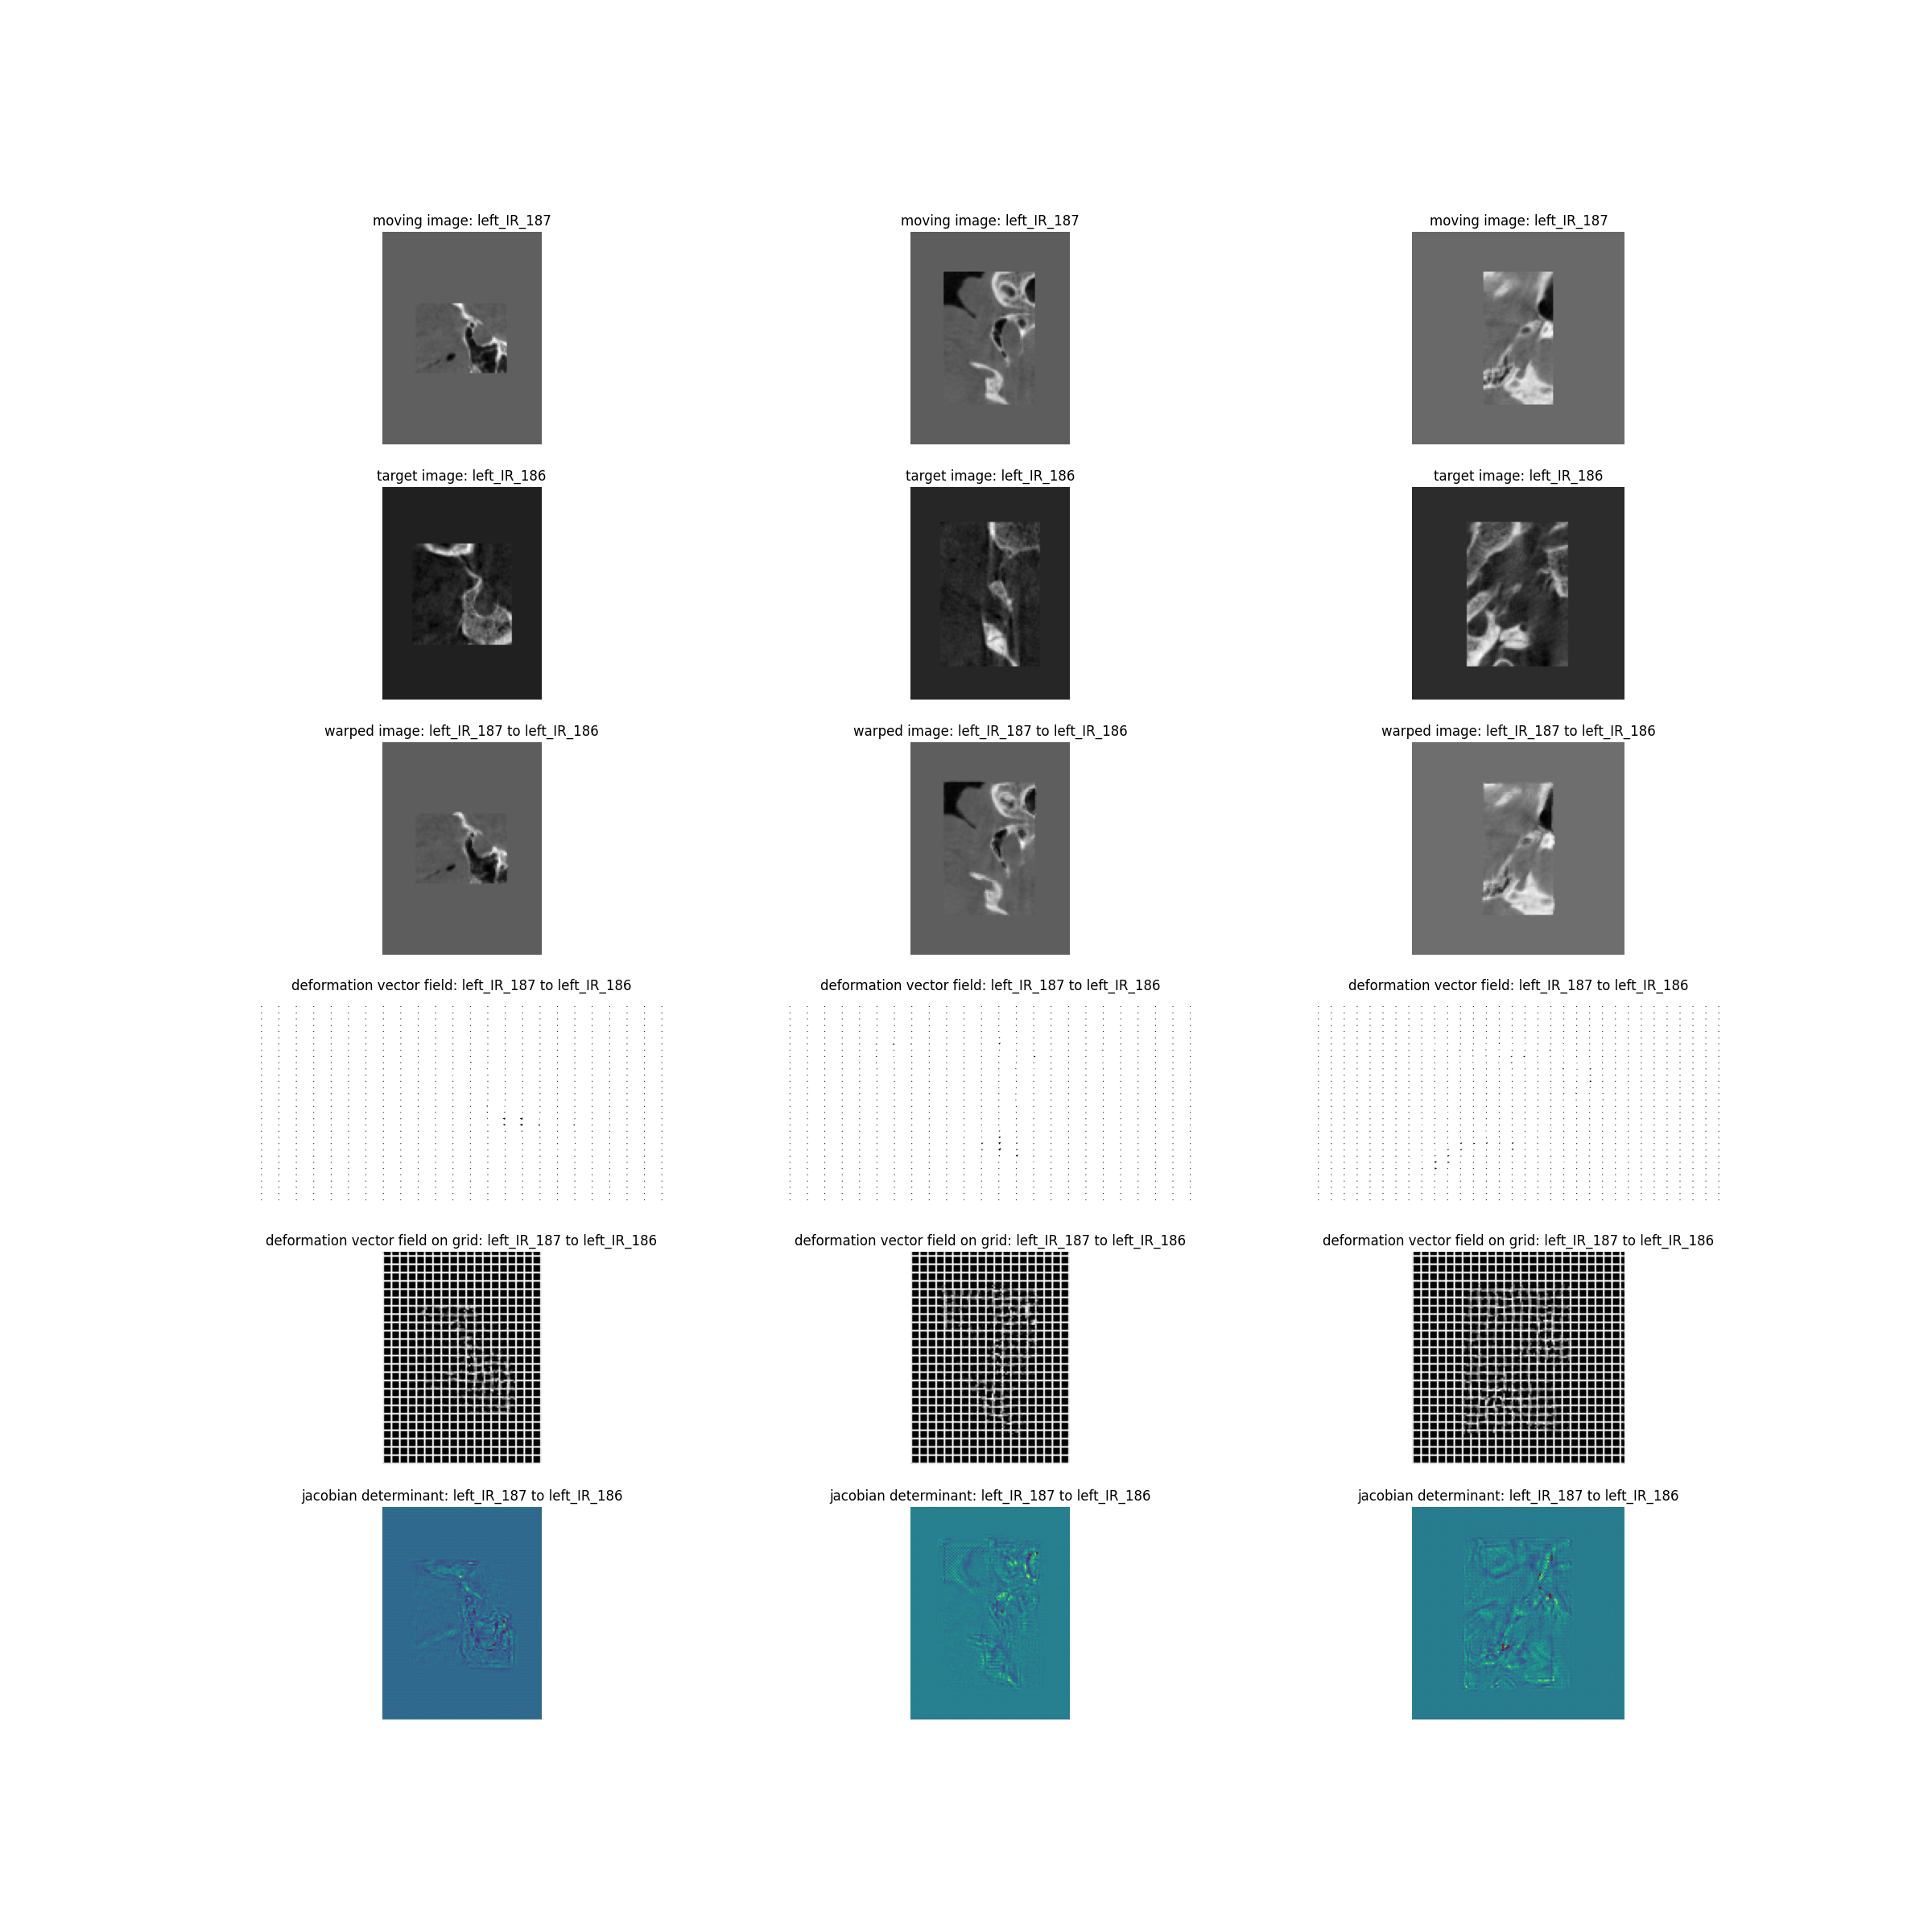 moving image: left_IR_187
moving image: left_IR_187
moving image: left_IR_187
target image: left_IR_186
target image: left_IR_186
target image: left_IR_186
warped image: left_IR_187 to left_IR_186
warped image: left_IR_187 to left_IR_186
warped image: left_IR_187 to left_IR_186
deformation vector field: left_IR_187 to left_IR_186
deformation vector field: left_IR_187 to left_IR_186
deformation vector field: left_IR_187 to left_IR_186
deformation vector field on grid: left_IR_187 to left_IR_186
deformation vector field on grid: left_IR_187 to left_IR_186
deformation vector field on grid: left_IR_187 to left_IR_186
jacobian determinant: left_IR_187 to left_IR_186
jacobian determinant: left_IR_187 to left_IR_186
jacobian determinant: left_IR_187 to left_IR_186